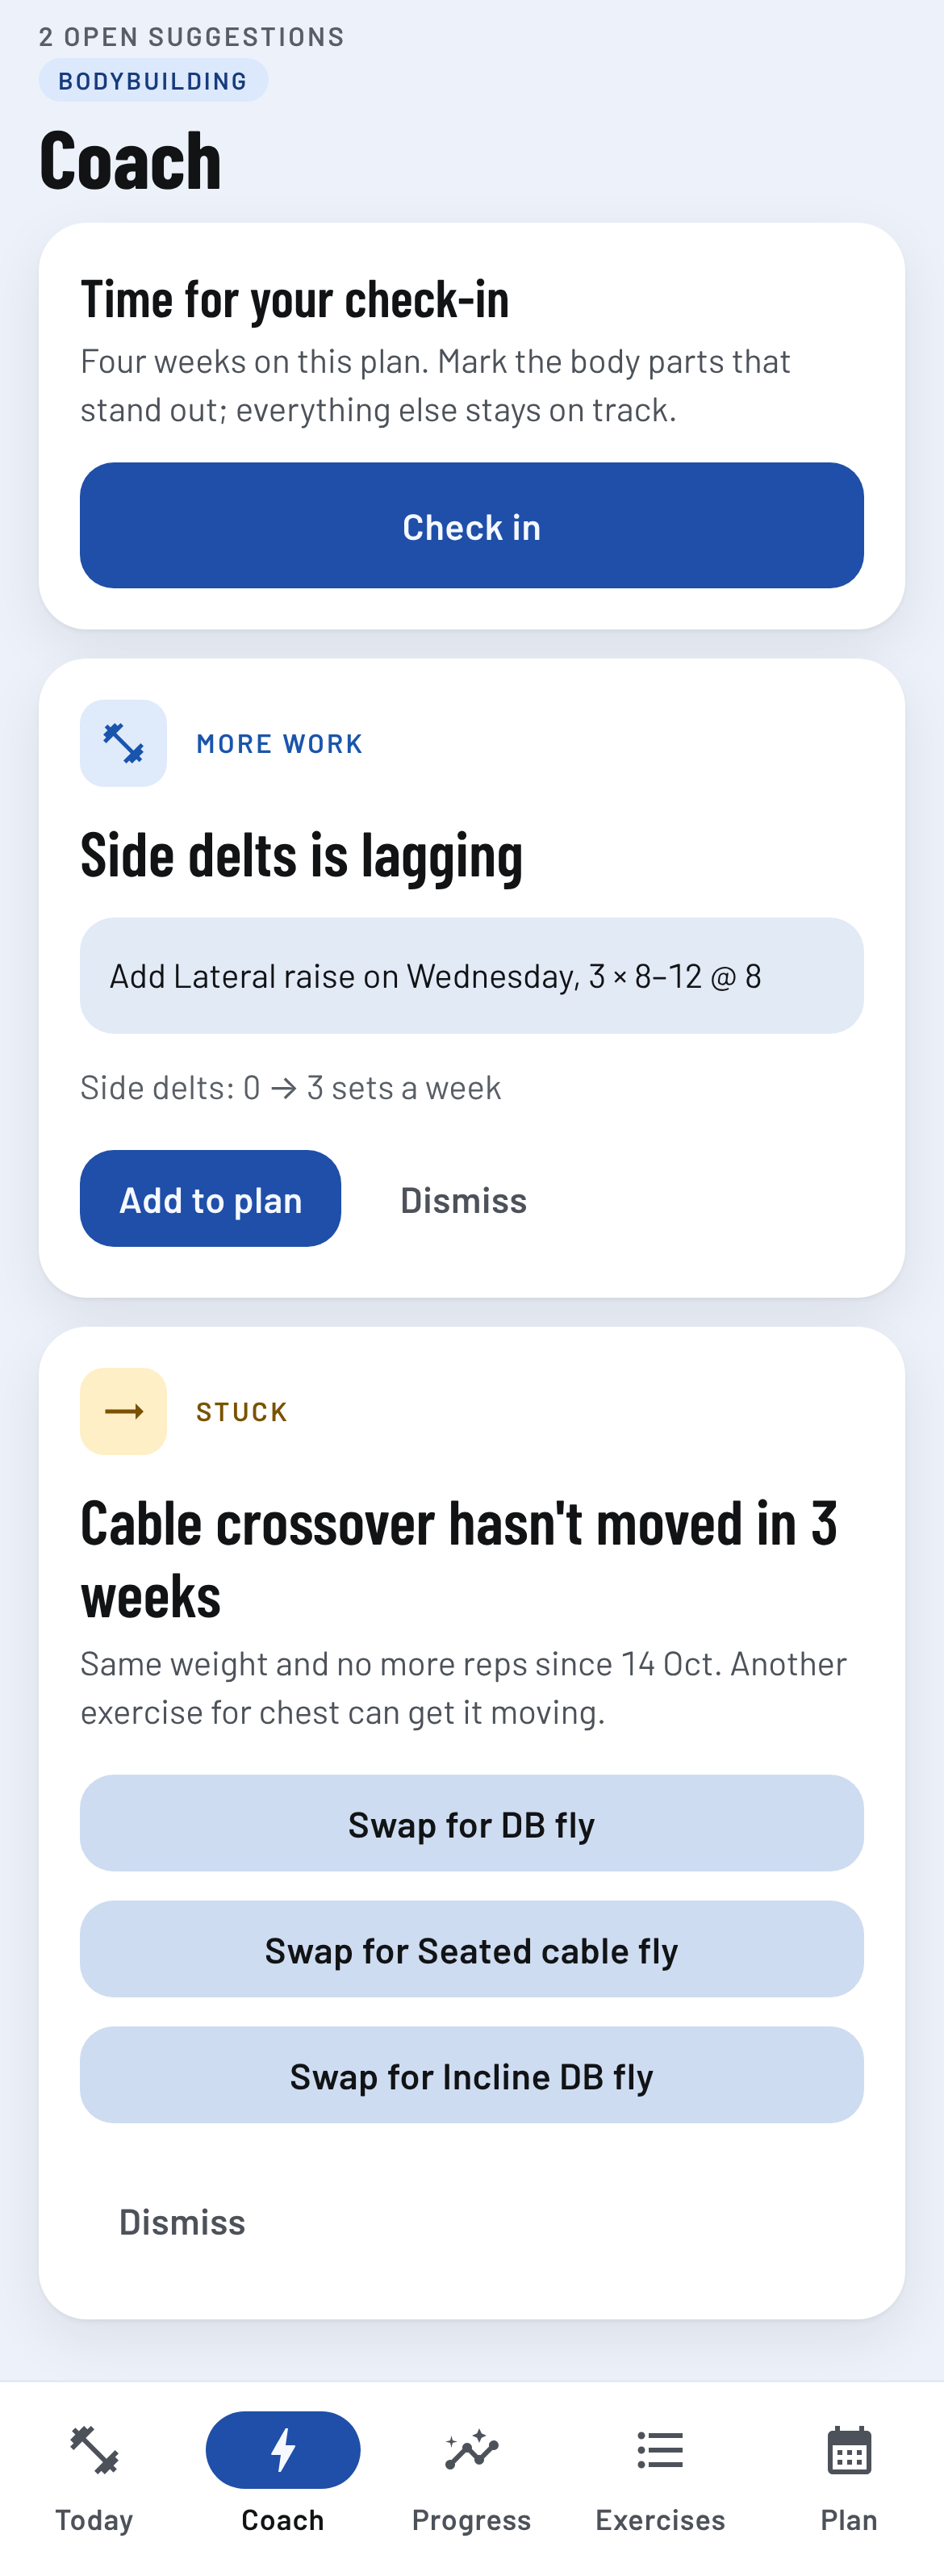 2 OPEN SUGGESTIONS
BODYBUILDING
Coach
Time for your check-in
Four weeks on this plan. Mark the body parts that
stand out; everything else stays on track.
Check in
MORE WORK
Side delts is lagging
Add Lateral raise on Wednesday, 3 × 8–12 @ 8
Side delts: 0 → 3 sets a week
Add to plan
Dismiss
STUCK
Cable crossover hasn't moved in 3
weeks
Same weight and no more reps since 14 Oct. Another
exercise for chest can get it moving.
Swap for DB fly
Swap for Seated cable fly
Swap for Incline DB fly
Dismiss
Today
Coach
Progress
Exercises
Plan